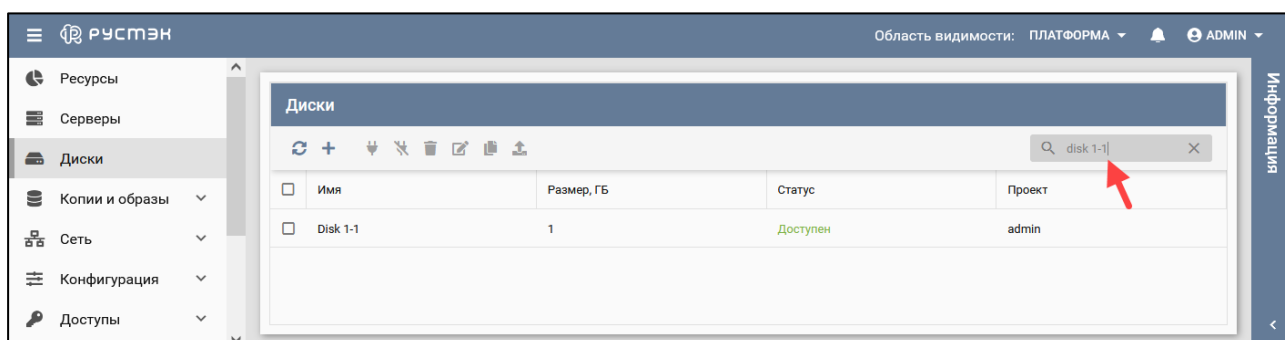 РУСТЭК
Область видимости: ПЛАТФОРМА
ADMIN
Ресурсы
Серверы
Диски
Копии и образы
Сеть
Конфигурация
Доступы
Диски
disk 1-1
Имя Размер, ГБ Статус Проект
Disk 1-1 1 Доступен admin
Информация